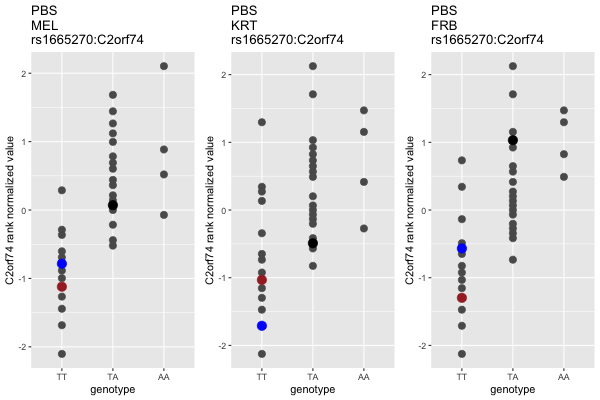 PBS
MEL
rs1665270:C2orf74
C2orf74 rank normalized value
2
1
0
-1
-2
TT TA AA
genotype
PBS
KRT
rs1665270:C2orf74
C2orf74 rank normalized value
2
1
0
-1
-2
TT TA AA
genotype
PBS
FRB
rs1665270:C2orf74
C2orf74 rank normalized value
2
1
0
-1
-2
TT TA AA
genotype